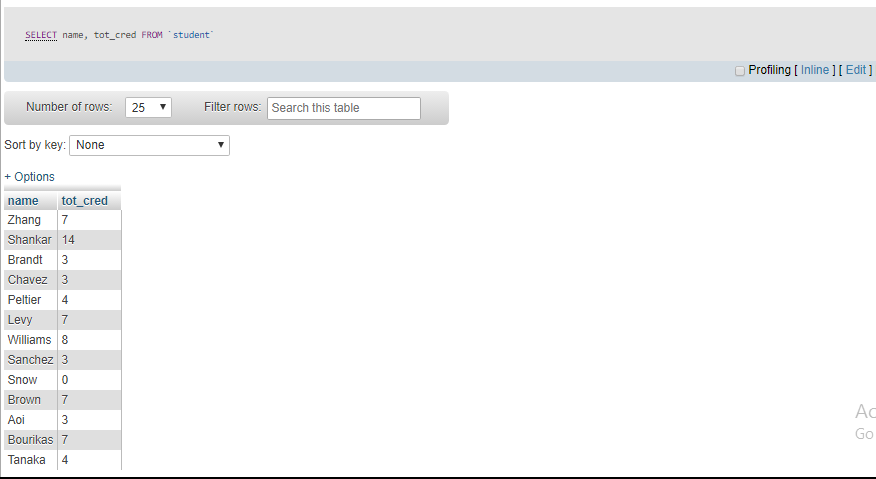 SELECT name, tot_cred FROM `student`
Profiling [ Inline ] [ Edit ]
Number of rows: 25 Filter rows: Search this table
Sort by key: None
+ Options
name tot_cred
Zhang 7
Shankar 14
Brandt 3
Chavez 3
Peltier 4
Levy 7
Williams 8
Sanchez 3
Snow 0
Brown 7
Aoi 3
Bourikas 7
Tanaka 4
Ac
Go